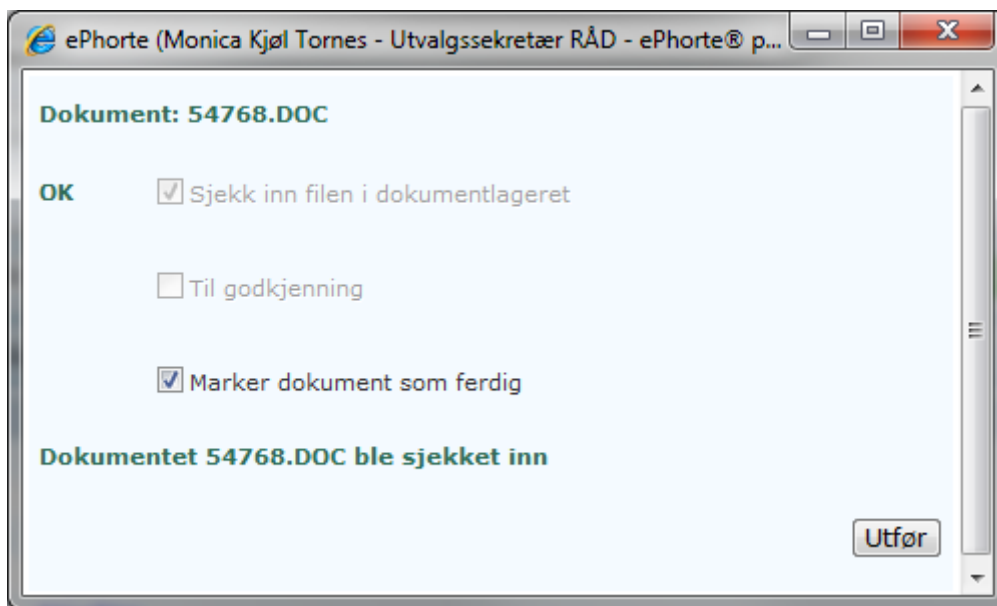 ePhorte (Monica Kjøl Tornes - Utvalgssekretær RÅD - ePhorte® p...
Dokument: 54768.DOC
OK Sjekk inn filen i dokumentlageret
Til godkjenning
Marker dokument som ferdig
Dokumentet 54768.DOC ble sjekket inn
Utfør